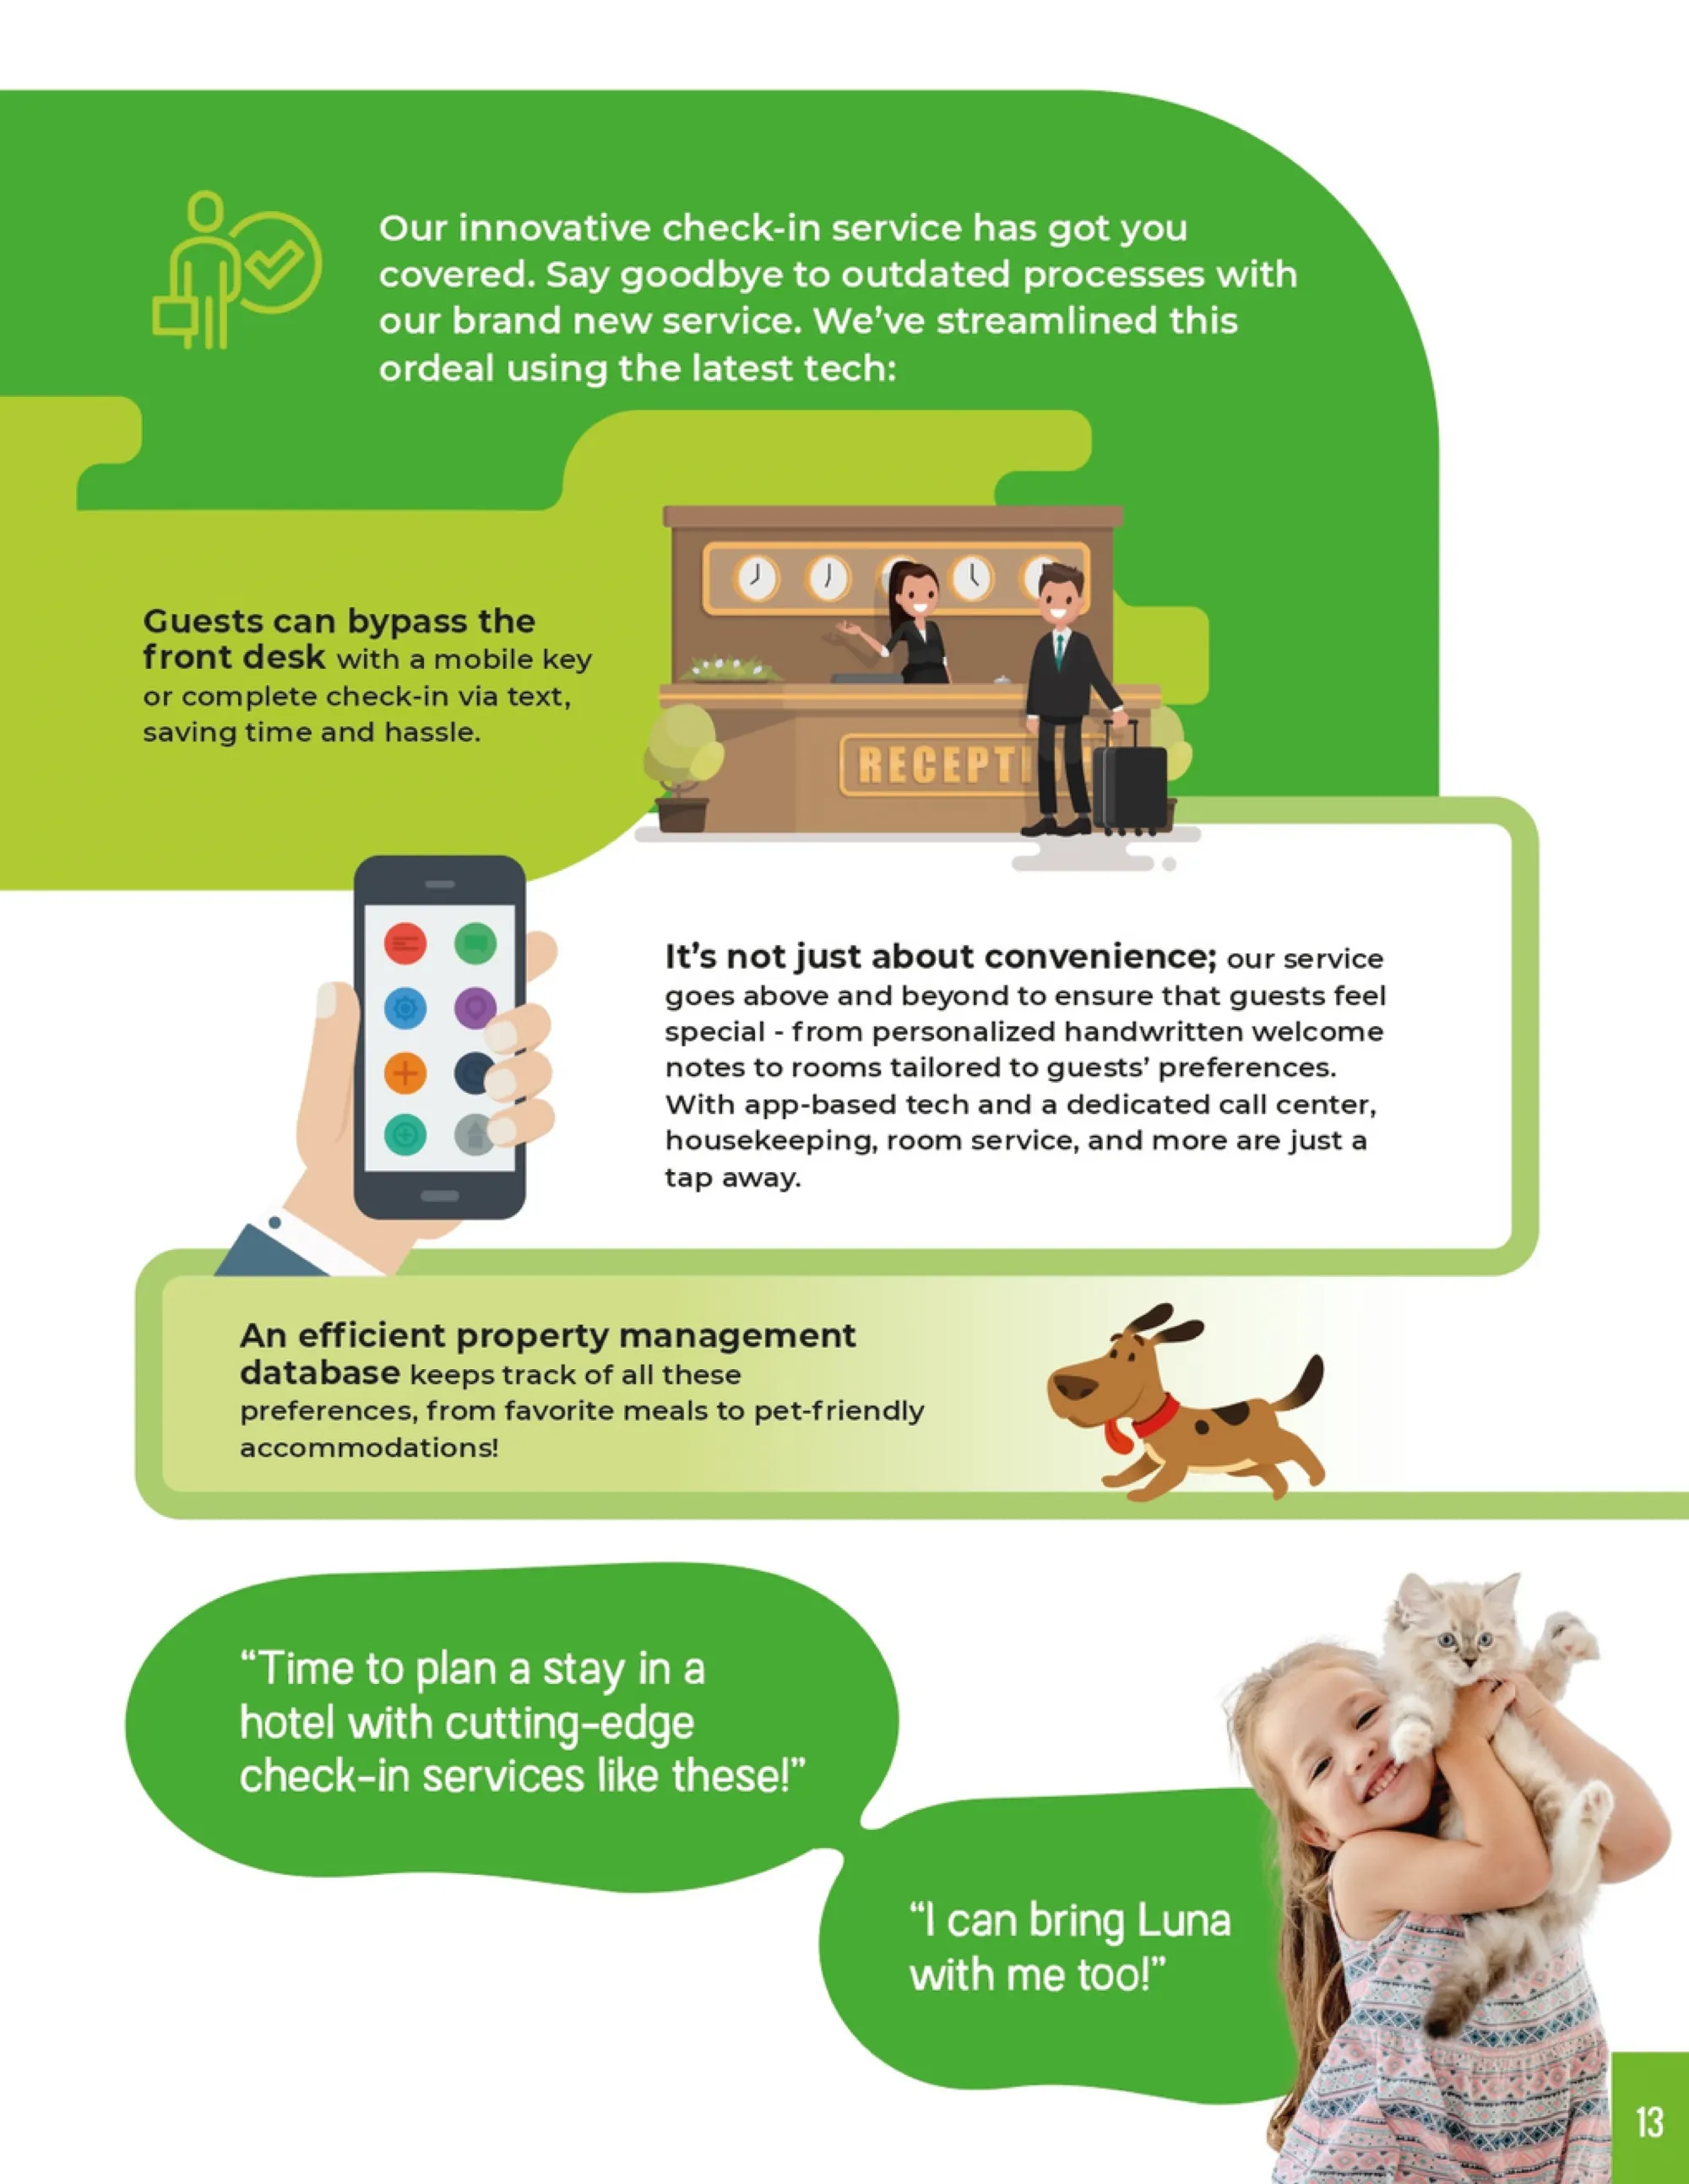 Our innovative check-in service has got you
covered. Say goodbye to outdated processes with
our brand new service. We've streamlined this
ordeal using the latest tech:
Guests can bypass the
front desk with a mobile key
or complete check-in via text,
saving time and hassle.
RECEPTI
It's not just about convenience; our service
goes above and beyond to ensure that guests feel
special - from personalized handwritten welcome
notes to rooms tailored to guests' preferences.
With app-based tech and a dedicated call center,
housekeeping, room service, and more are just a
tap away.
An efficient property management
database keeps track of all these
preferences, from favorite meals to pet-friendly
accommodations!
“Time to plan a stay in a
hotel with cutting-edge
check-in services like these!”
“I can bring Luna
with me too!”
13